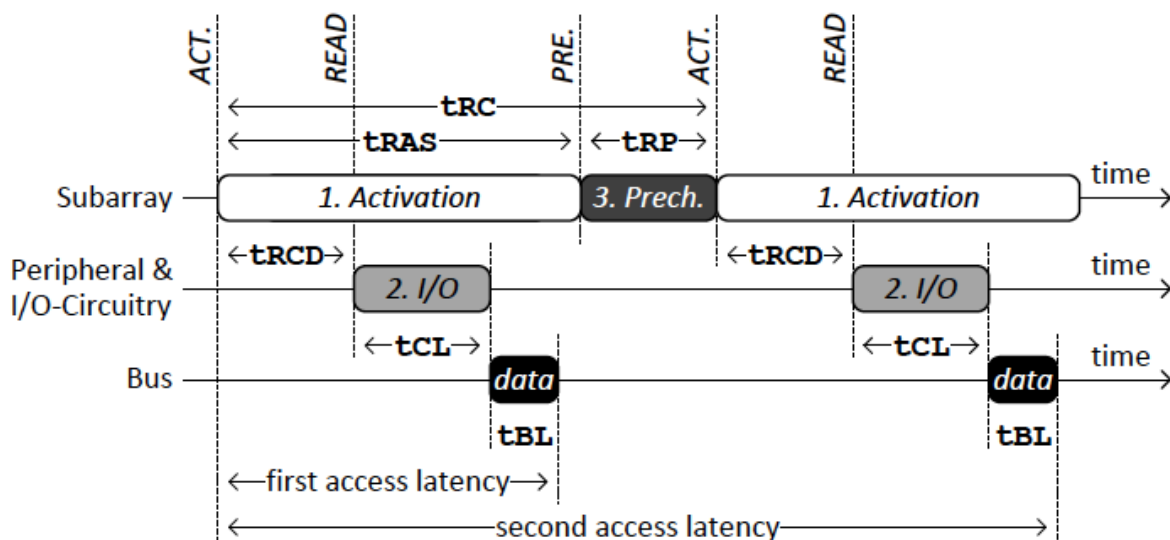 ACT.
READ
PRE.
ACT.
READ
tRC
tRAS
tRP
time
Subarray
1. Activation
3. Prech.
1. Activation
tRCD
tRCD
time
Peripheral &
I/O-Circuitry
2. I/O
2. I/O
tCL
tCL
time
Bus
data
data
tBL
tBL
first access latency
second access latency